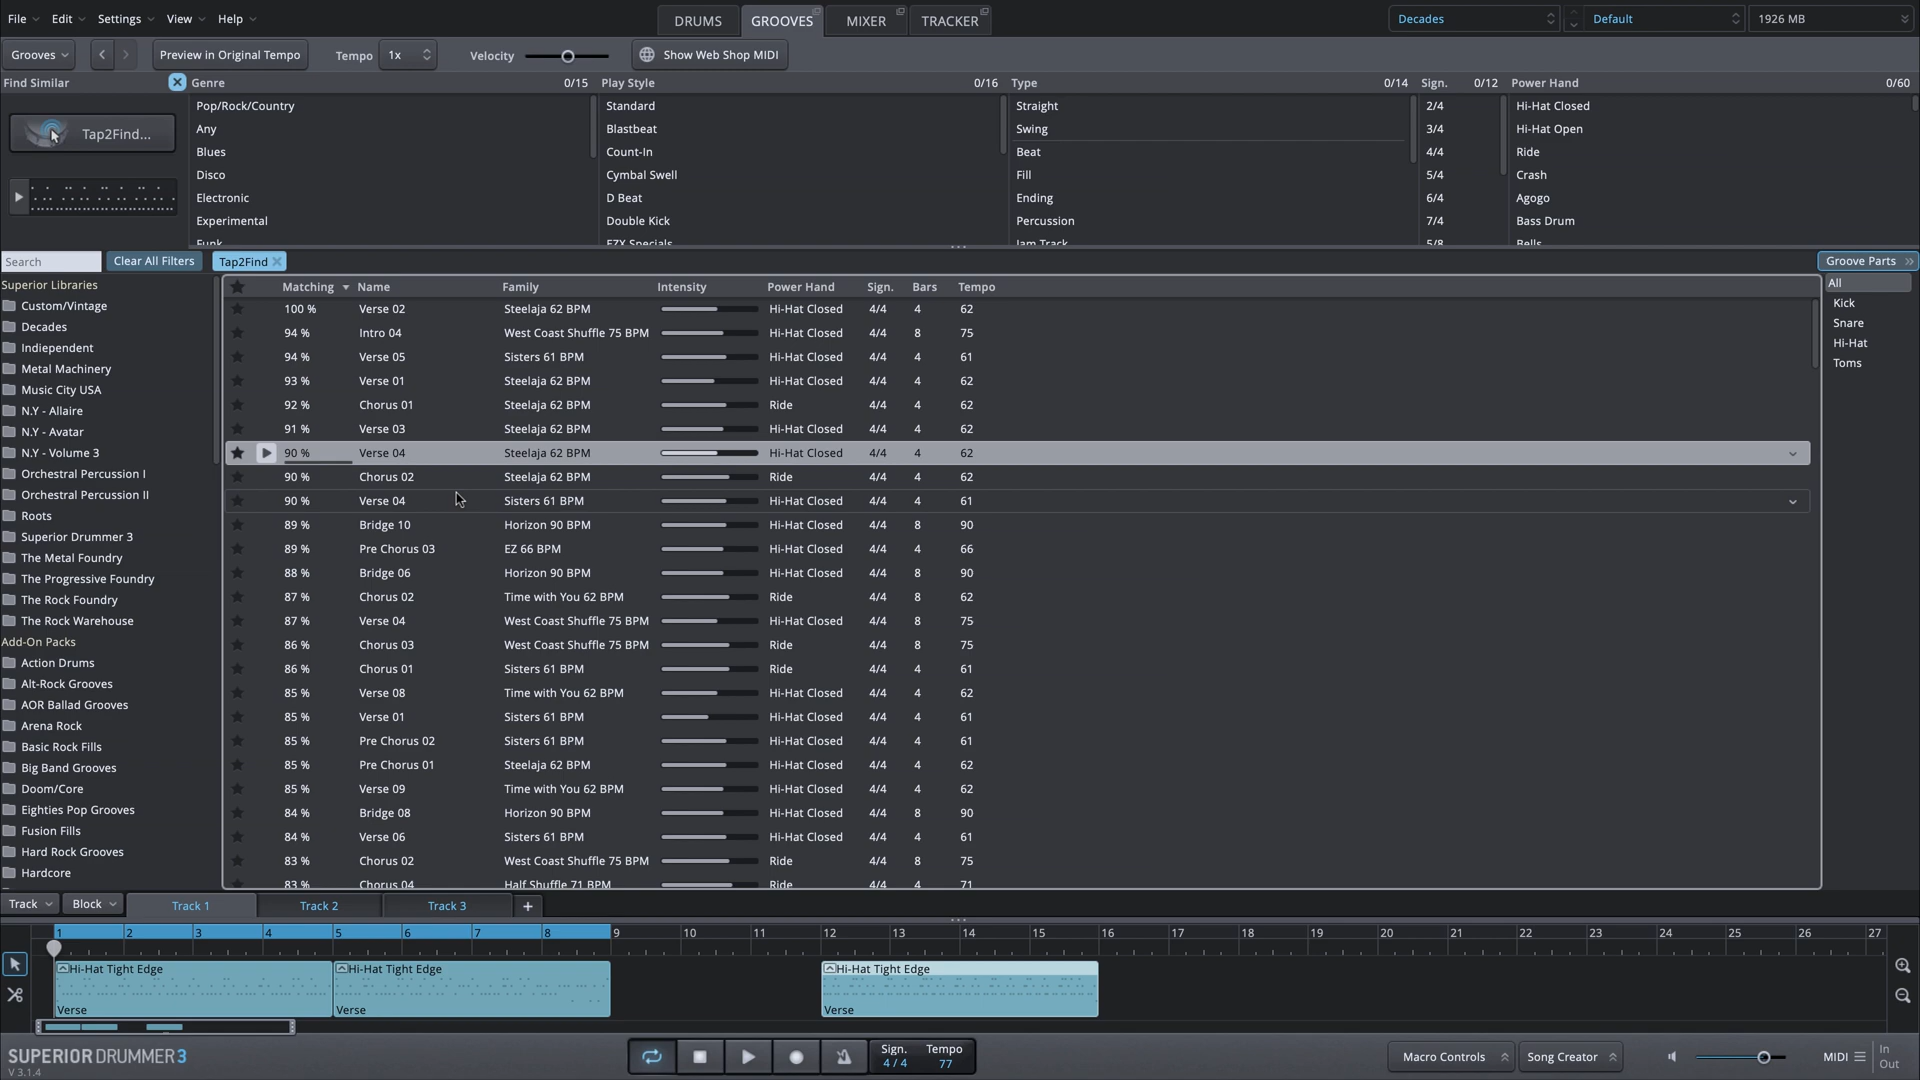 File Edit Settings View Help DRUMS GROOVES MIXER TRACKER Decades Default 1926 MB
Grooves Preview in Original Tempo Tempo 1x Velocity Show Web Shop MIDI
Find Similar Genre 0/15 Play Style 0/16 Type 0/14 Sign. 0/12 Power Hand 0/60
Pop/Rock/Country Standard Straight 2/4 Hi-Hat Closed
Tap2Find... Any Blastbeat Swing 3/4 Hi-Hat Open
Blues Count-In Beat 4/4 Ride
Disco Cymbal Swell Fill 5/4 Crash
Electronic D Beat Ending 6/4 Agogo
Experimental Double Kick Percussion 7/4 Bass Drum
Funk EZX Specials Jam Track 5/8 Bells
Search Clear All Filters Tap2Find Groove Parts
Superior Libraries
Custom/Vintage
Decades
Indiependent
Metal Machinery
Music City USA
N.Y - Allaire
N.Y - Avatar
N.Y - Volume 3
Orchestral Percussion I
Orchestral Percussion II
Roots
Superior Drummer 3
The Metal Foundry
The Progressive Foundry
The Rock Foundry
The Rock Warehouse
Add-On Packs
Action Drums
Alt-Rock Grooves
AOR Ballad Grooves
Arena Rock
Basic Rock Fills
Big Band Grooves
Doom/Core
Eighties Pop Grooves
Fusion Fills
Hard Rock Grooves
Hardcore
Matching Name Family Intensity Power Hand Sign. Bars Tempo
100 % Verse 02 Steelaja 62 BPM Hi-Hat Closed 4/4 4 62
94 % Intro 04 West Coast Shuffle 75 BPM Hi-Hat Closed 4/4 8 75
94 % Verse 05 Sisters 61 BPM Hi-Hat Closed 4/4 4 61
93 % Verse 01 Steelaja 62 BPM Hi-Hat Closed 4/4 4 62
92 % Chorus 01 Steelaja 62 BPM Ride 4/4 4 62
91 % Verse 03 Steelaja 62 BPM Hi-Hat Closed 4/4 4 62
90 % Verse 04 Steelaja 62 BPM Hi-Hat Closed 4/4 4 62
90 % Chorus 02 Steelaja 62 BPM Ride 4/4 4 62
90 % Verse 04 Sisters 61 BPM Hi-Hat Closed 4/4 4 61
89 % Bridge 10 Horizon 90 BPM Hi-Hat Closed 4/4 8 90
89 % Pre Chorus 03 EZ 66 BPM Hi-Hat Closed 4/4 4 66
88 % Bridge 06 Horizon 90 BPM Hi-Hat Closed 4/4 8 90
87 % Chorus 02 Time with You 62 BPM Ride 4/4 4 62
87 % Verse 04 West Coast Shuffle 75 BPM Hi-Hat Closed 4/4 8 75
86 % Chorus 03 West Coast Shuffle 75 BPM Ride 4/4 8 75
86 % Chorus 01 Sisters 61 BPM Ride 4/4 4 61
85 % Verse 08 Time with You 62 BPM Hi-Hat Closed 4/4 4 62
85 % Verse 01 Sisters 61 BPM Hi-Hat Closed 4/4 4 61
85 % Pre Chorus 02 Sisters 61 BPM Hi-Hat Closed 4/4 4 61
85 % Pre Chorus 01 Steelaja 62 BPM Hi-Hat Closed 4/4 4 62
85 % Verse 09 Time with You 62 BPM Hi-Hat Closed 4/4 4 62
84 % Bridge 08 Horizon 90 BPM Hi-Hat Closed 4/4 8 90
84 % Verse 06 Sisters 61 BPM Hi-Hat Closed 4/4 4 61
83 % Chorus 02 West Coast Shuffle 75 BPM Ride 4/4 8 75
83 % Chorus 04 Half Shuffle 71 BPM Ride 4/4 4 71
All
Kick
Snare
Hi-Hat
Toms
Track Block Track 1 Track 2 Track 3 +
1 2 3 4 5 6 7 8 9 10 11 12 13 14 15 16 17 18 19 20 21 22 23 24 25 26 27
Hi-Hat Tight Edge Hi-Hat Tight Edge Hi-Hat Tight Edge
Verse Verse Verse
SUPERIOR DRUMMER 3 Sign. Tempo Macro Controls Song Creator MIDI In
V 3.1.4 4 / 4 77 Out